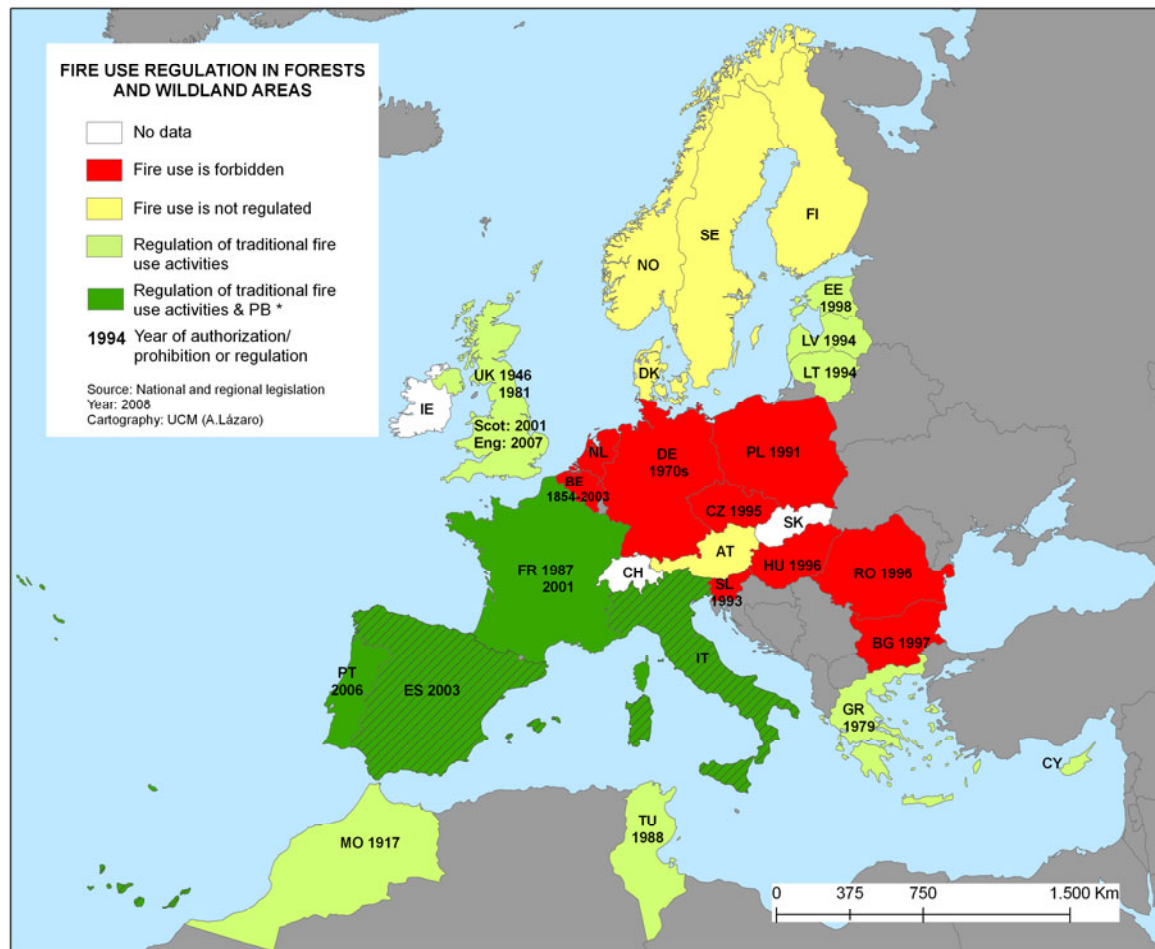 FIRE USE REGULATION IN FORESTS
AND WILDLAND AREAS
No data
Fire use is forbidden
Fire use is not regulated
Regulation of traditional fire
use activities
Regulation of traditional fire
use activities & PB *
1994 Year of authorization/
prohibition or regulation
Source: National and regional legislation
Year: 2008
Cartography: UCM (A.Lázaro)
FI
SE
NO
EE
1998
LV 1994
LT 1994
DK
UK 1946
1981
IE
Scot: 2001
Eng: 2007
NL
DE
1970s
PL 1991
BE
1854-2003
CZ 1995
SK
AT
HU 1996
CH
FR 1987
2001
SL
1993
RO 1996
BG 1997
IT
PT
2006
ES 2003
GR
1979
CY
MO 1917
TU
1988
0 375 750 1.500 Km